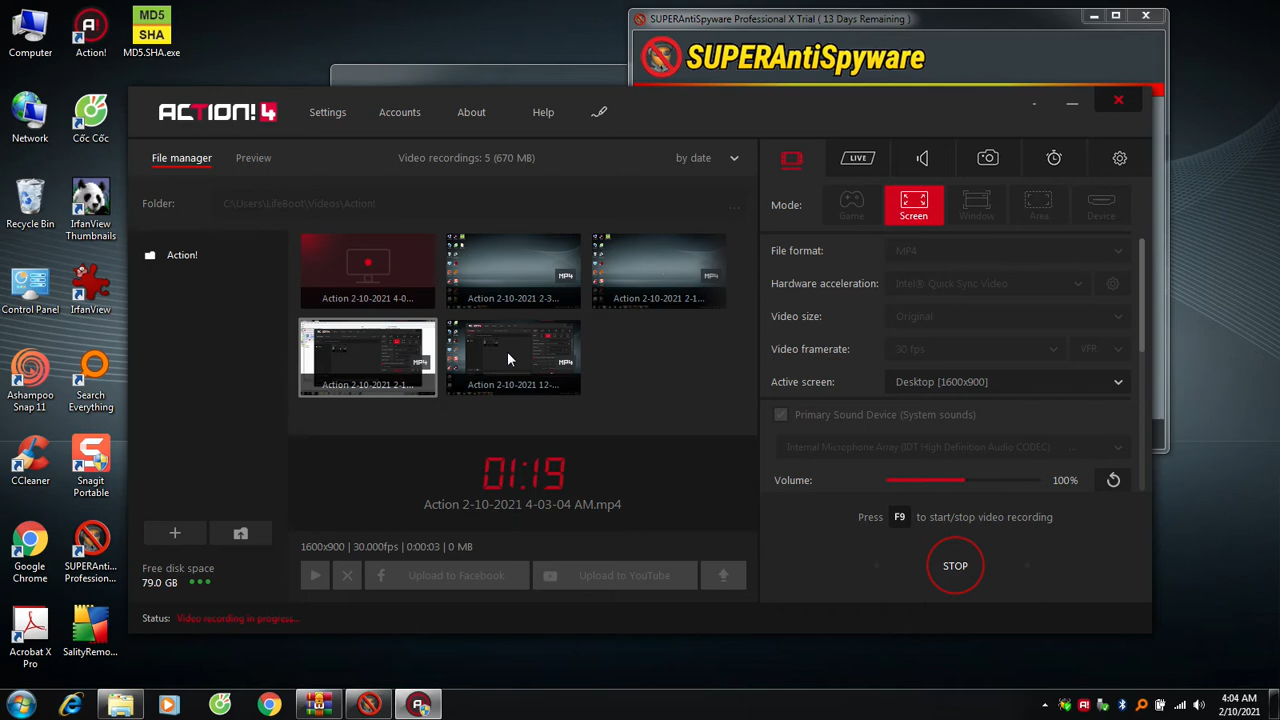 Computer
Action!
MD5
SHA
MD5.SHA.exe
SUPERAntiSpyware Professional X Trial ( 13 Days Remaining )
SUPERAntiSpyware
Network
Cốc Cốc
Recycle Bin
IrfanView
Thumbnails
Control Panel
IrfanView
Ashampoo
Snap 11
Search
Everything
CCleaner
Snagit
Portable
Google
Chrome
SUPERAnti...
Profession...
Acrobat X
Pro
SalityRemo...
ACTION! 4
Settings
Accounts
About
Help
File manager
Preview
Video recordings: 5 (670 MB)
by date
Folder:
C:\Users\LifeBoot\Videos\Action!
...
Action!
Action 2-10-2021 4-0...
MP4
Action 2-10-2021 2-3...
MP4
Action 2-10-2021 2-1...
MP4
Action 2-10-2021 2-1...
MP4
Action 2-10-2021 12-...
01:19
Action 2-10-2021 4-03-04 AM.mp4
Free disk space
79.0 GB
1600x900 | 30.000fps | 0:00:03 | 0 MB
Upload to Facebook
Upload to YouTube
Status:
Video recording in progress...
LIVE
Mode:
Game
Screen
Window
Area
Device
File format:
MP4
Hardware acceleration:
Intel® Quick Sync Video
Video size:
Original
Video framerate:
30 fps
VFR
Active screen:
Desktop [1600x900]
Primary Sound Device (System sounds)
Internal Microphone Array (IDT High Definition Audio CODEC)
...
Volume:
100%
Press F9 to start/stop video recording
STOP
4:04 AM
2/10/2021